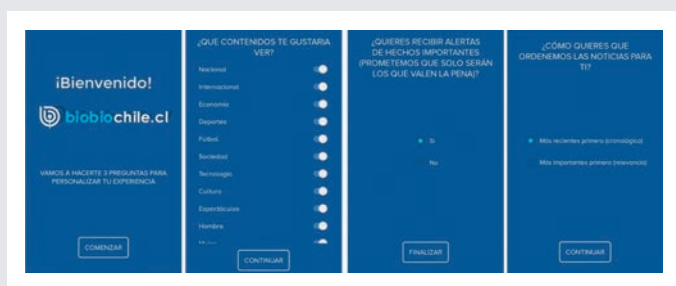 ¡Bienvenido!
biobiochile.cl
VAMOS A HACERTE 3 PREGUNTAS PARA
PERSONALIZAR TU EXPERIENCIA
COMENZAR
¿QUE CONTENIDOS TE GUSTARIA
VER?
Nacional
Internacional
Economía
Deportes
Fútbol
Sociedad
Tecnología
Cultura
Espectáculos
Hombre
Mujer
CONTINUAR
¿QUIERES RECIBIR ALERTAS
DE HECHOS IMPORTANTES
(PROMETEMOS QUE SOLO SERÁN
LOS QUE VALEN LA PENA)?
Si
No
FINALIZAR
¿CÓMO QUIERES QUE
ORDENEMOS LAS NOTICIAS PARA
TI?
Más recientes primero (cronológico)
Más importantes primero (relevancia)
CONTINUAR